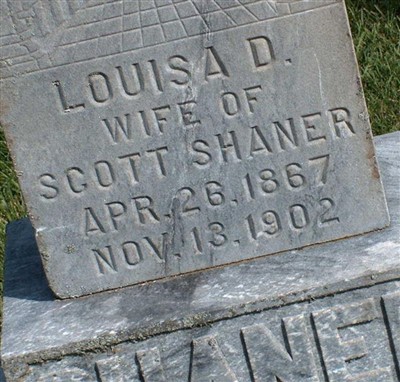 LOUISA D.
WIFE OF
SCOTT SHANER
APR. 26. 1867
NOV. 13. 1902